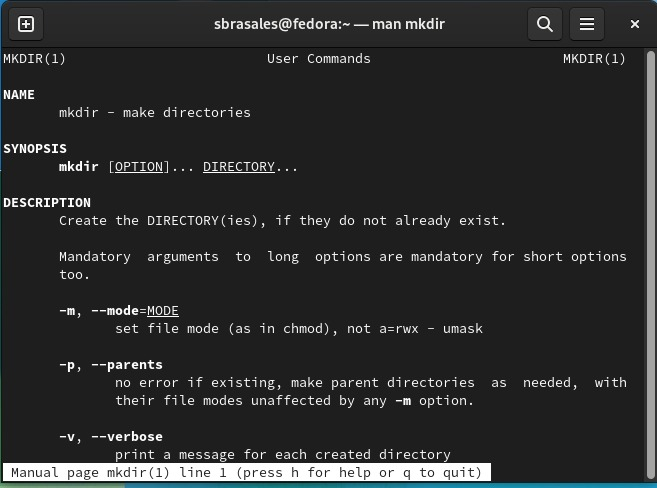 sbrasales@fedora:~ — man mkdir
MKDIR(1) User Commands MKDIR(1)
NAME
mkdir - make directories
SYNOPSIS
mkdir [OPTION]... DIRECTORY...
DESCRIPTION
Create the DIRECTORY(ies), if they do not already exist.
Mandatory arguments to long options are mandatory for short options
too.
-m, --mode=MODE
set file mode (as in chmod), not a=rwx - umask
-p, --parents
no error if existing, make parent directories as needed, with
their file modes unaffected by any -m option.
-v, --verbose
print a message for each created directory
Manual page mkdir(1) line 1 (press h for help or q to quit)